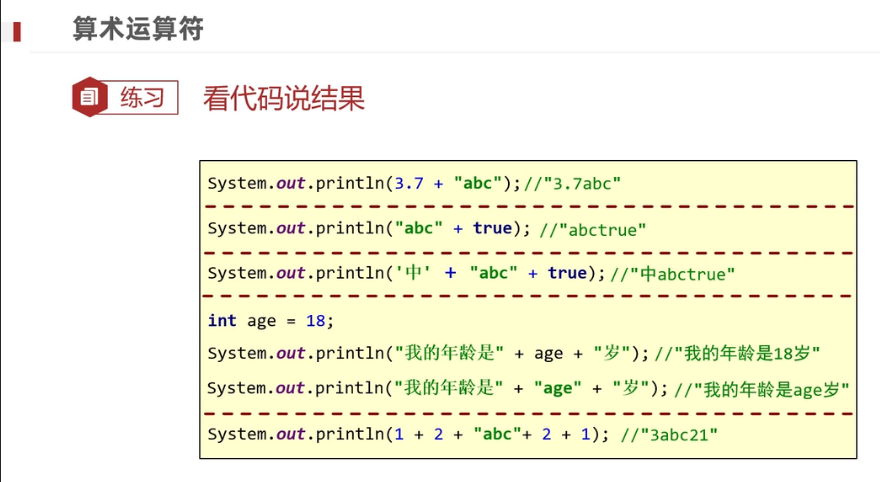 算术运算符
练习 看代码说结果
System.out.println(3.7 + "abc");//"3.7abc"
System.out.println("abc" + true); //"abctrue"
System.out.println('中' + "abc" + true);//"中abctrue"
int age = 18;
System.out.println("我的年龄是" + age + "岁");//"我的年龄是18岁"
System.out.println("我的年龄是" + "age" + "岁");//"我的年龄是age岁"
System.out.println(1 + 2 + "abc"+ 2 + 1); //"3abc21"